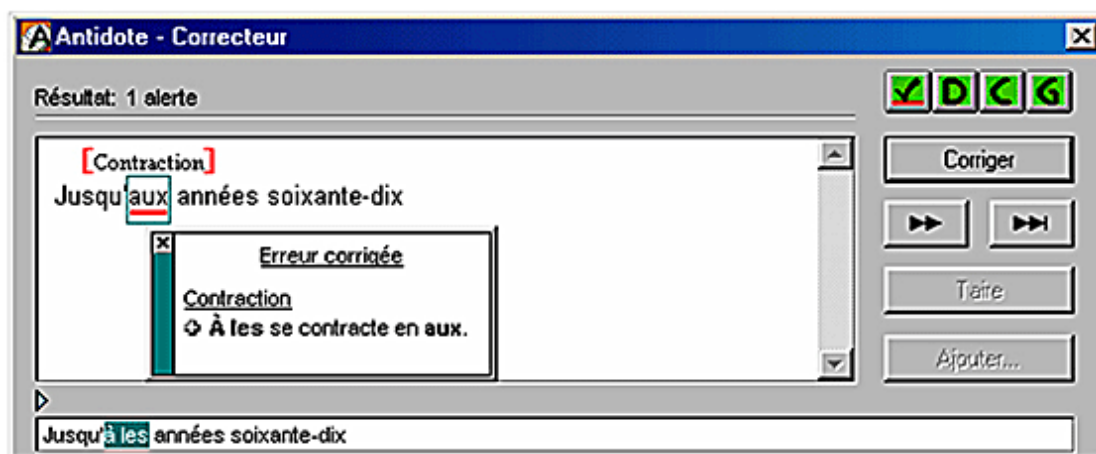 Antidote - Correcteur
Résultat: 1 alerte
D C G
[Contraction]
Jusqu'aux années soixante-dix
Erreur corrigée
Contraction
À les se contracte en aux.
Corriger
Taire
Ajouter...
Jusqu'à les années soixante-dix